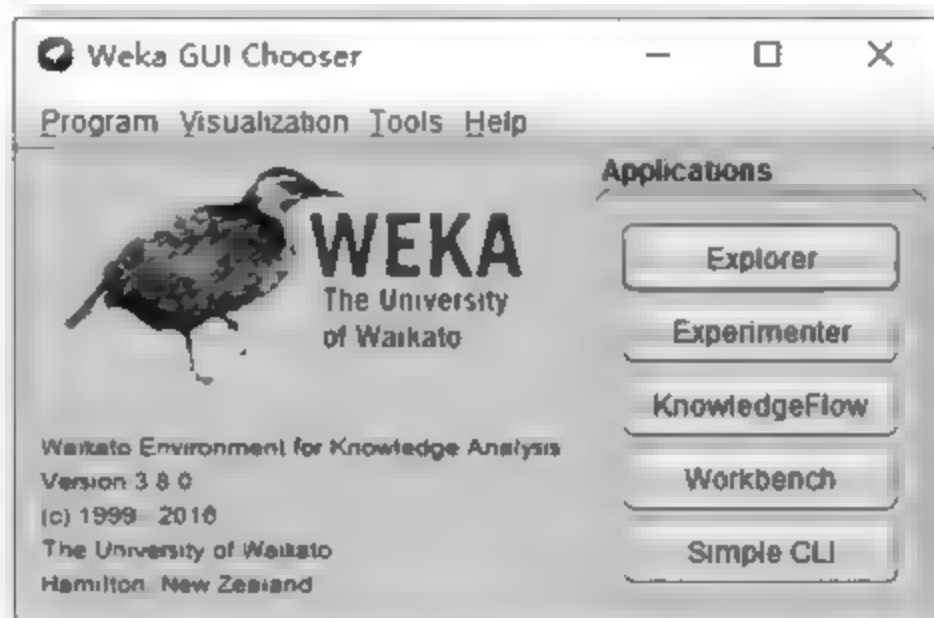 Weka GUI Chooser
Program Visualization Tools Help
WEKA
The University
of Waikato
Waikato Environment for Knowledge Analysis
Version 3.8.0
(c) 1999 - 2016
The University of Waikato
Hamilton, New Zealand
Applications
Explorer
Experimenter
KnowledgeFlow
Workbench
Simple CLI